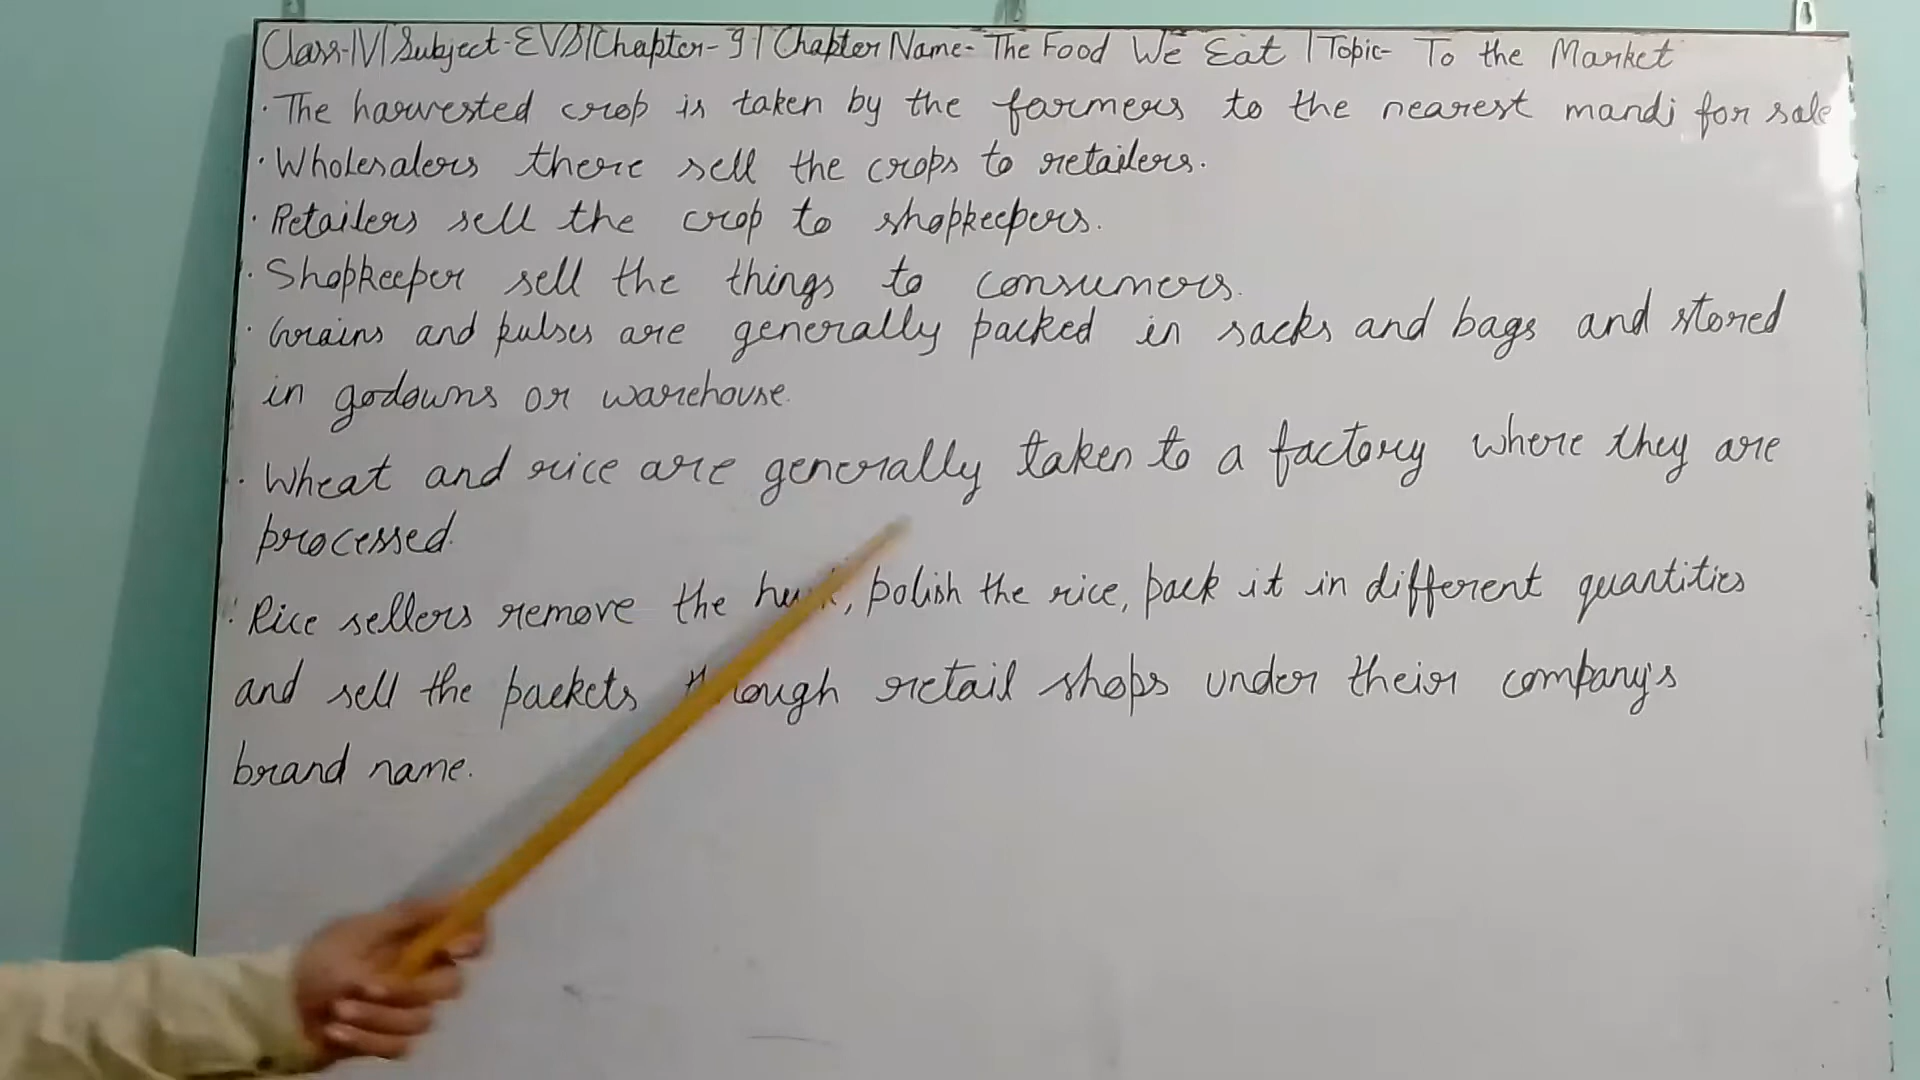 Class-IV|Subject-EVS|Chapter-9| Chapter Name- The Food We Eat | Topic- To the Market
· The harvested crop is taken by the farmers to the nearest mandi for sale
· Wholesalers there sell the crops to retailers.
· Retailers sell the crop to shopkeepers.
· Shopkeeper sell the things to consumers.
· Grains and pulses are generally packed in sacks and bags and stored
in godowns or warehouse.
· Wheat and rice are generally taken to a factory where they are
processed.
· Rice sellers remove the husk, polish the rice, pack it in different quantities
and sell the packets through retail shops under their company's
brand name.